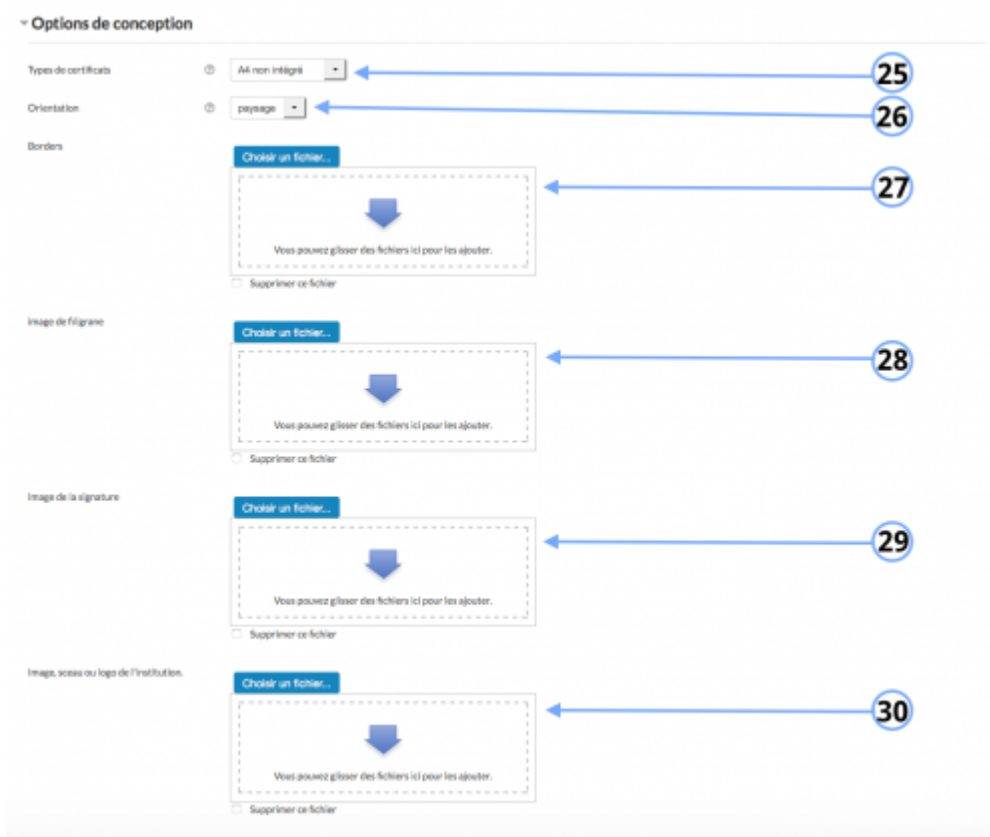 Options de conception
Types de certificats A4 non intégré 25
Orientation paysage 26
Borders
Choisir un fichier...
27
Vous pouvez glisser des fichiers ici pour les ajouter.
Supprimer ce fichier
image de filigrane
Choisir un fichier...
28
Vous pouvez glisser des fichiers ici pour les ajouter.
Supprimer ce fichier
Image de la signature
Choisir un fichier...
29
Vous pouvez glisser des fichiers ici pour les ajouter.
Supprimer ce fichier
Image, sceau ou logo de l'institution.
Choisir un fichier...
30
Vous pouvez glisser des fichiers ici pour les ajouter.
Supprimer ce fichier